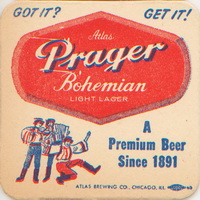 GOT IT? GET IT!
Atlas
Prager
Bohemian
LIGHT LAGER
A
Premium Beer
Since 1891
ATLAS BREWING CO., CHICAGO, ILL.